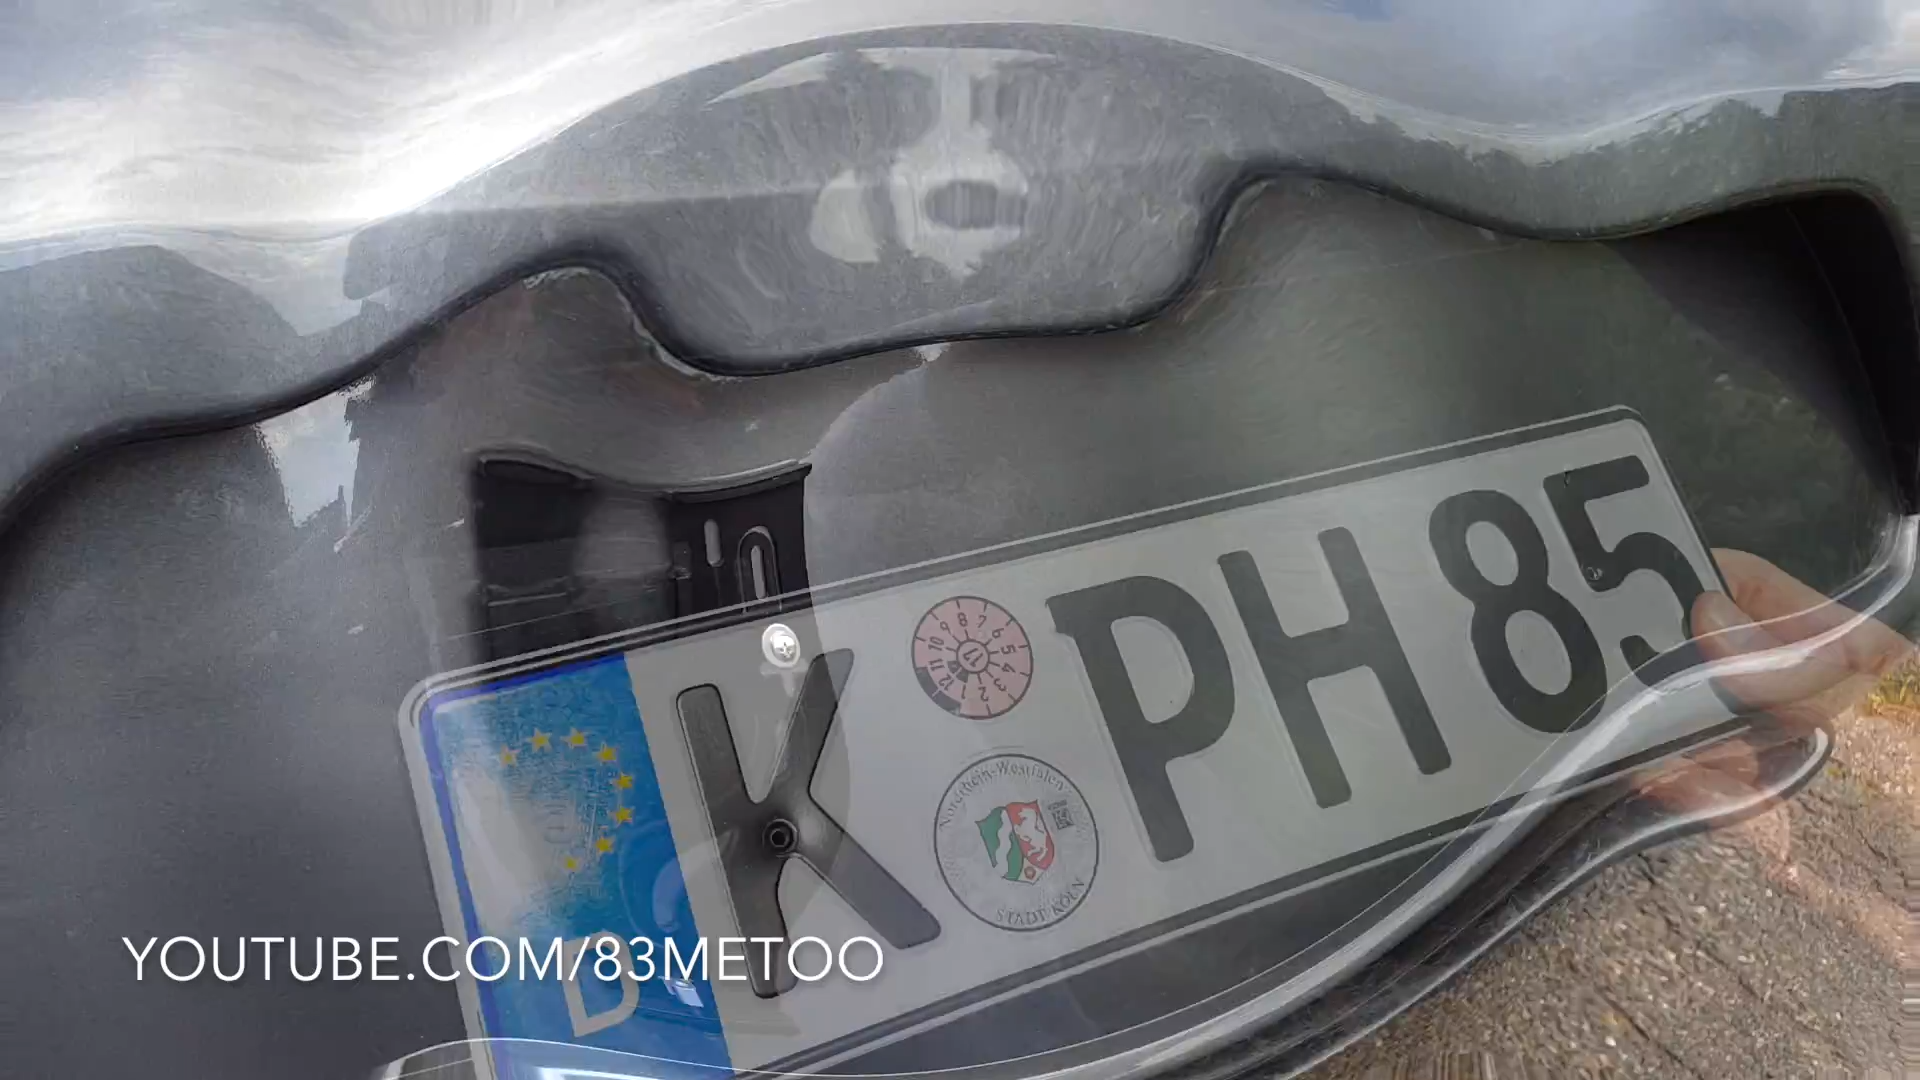 K PH 85
Nordrhein-Westfalen
STADT KÖLN
D
YOUTUBE.COM/83METOO